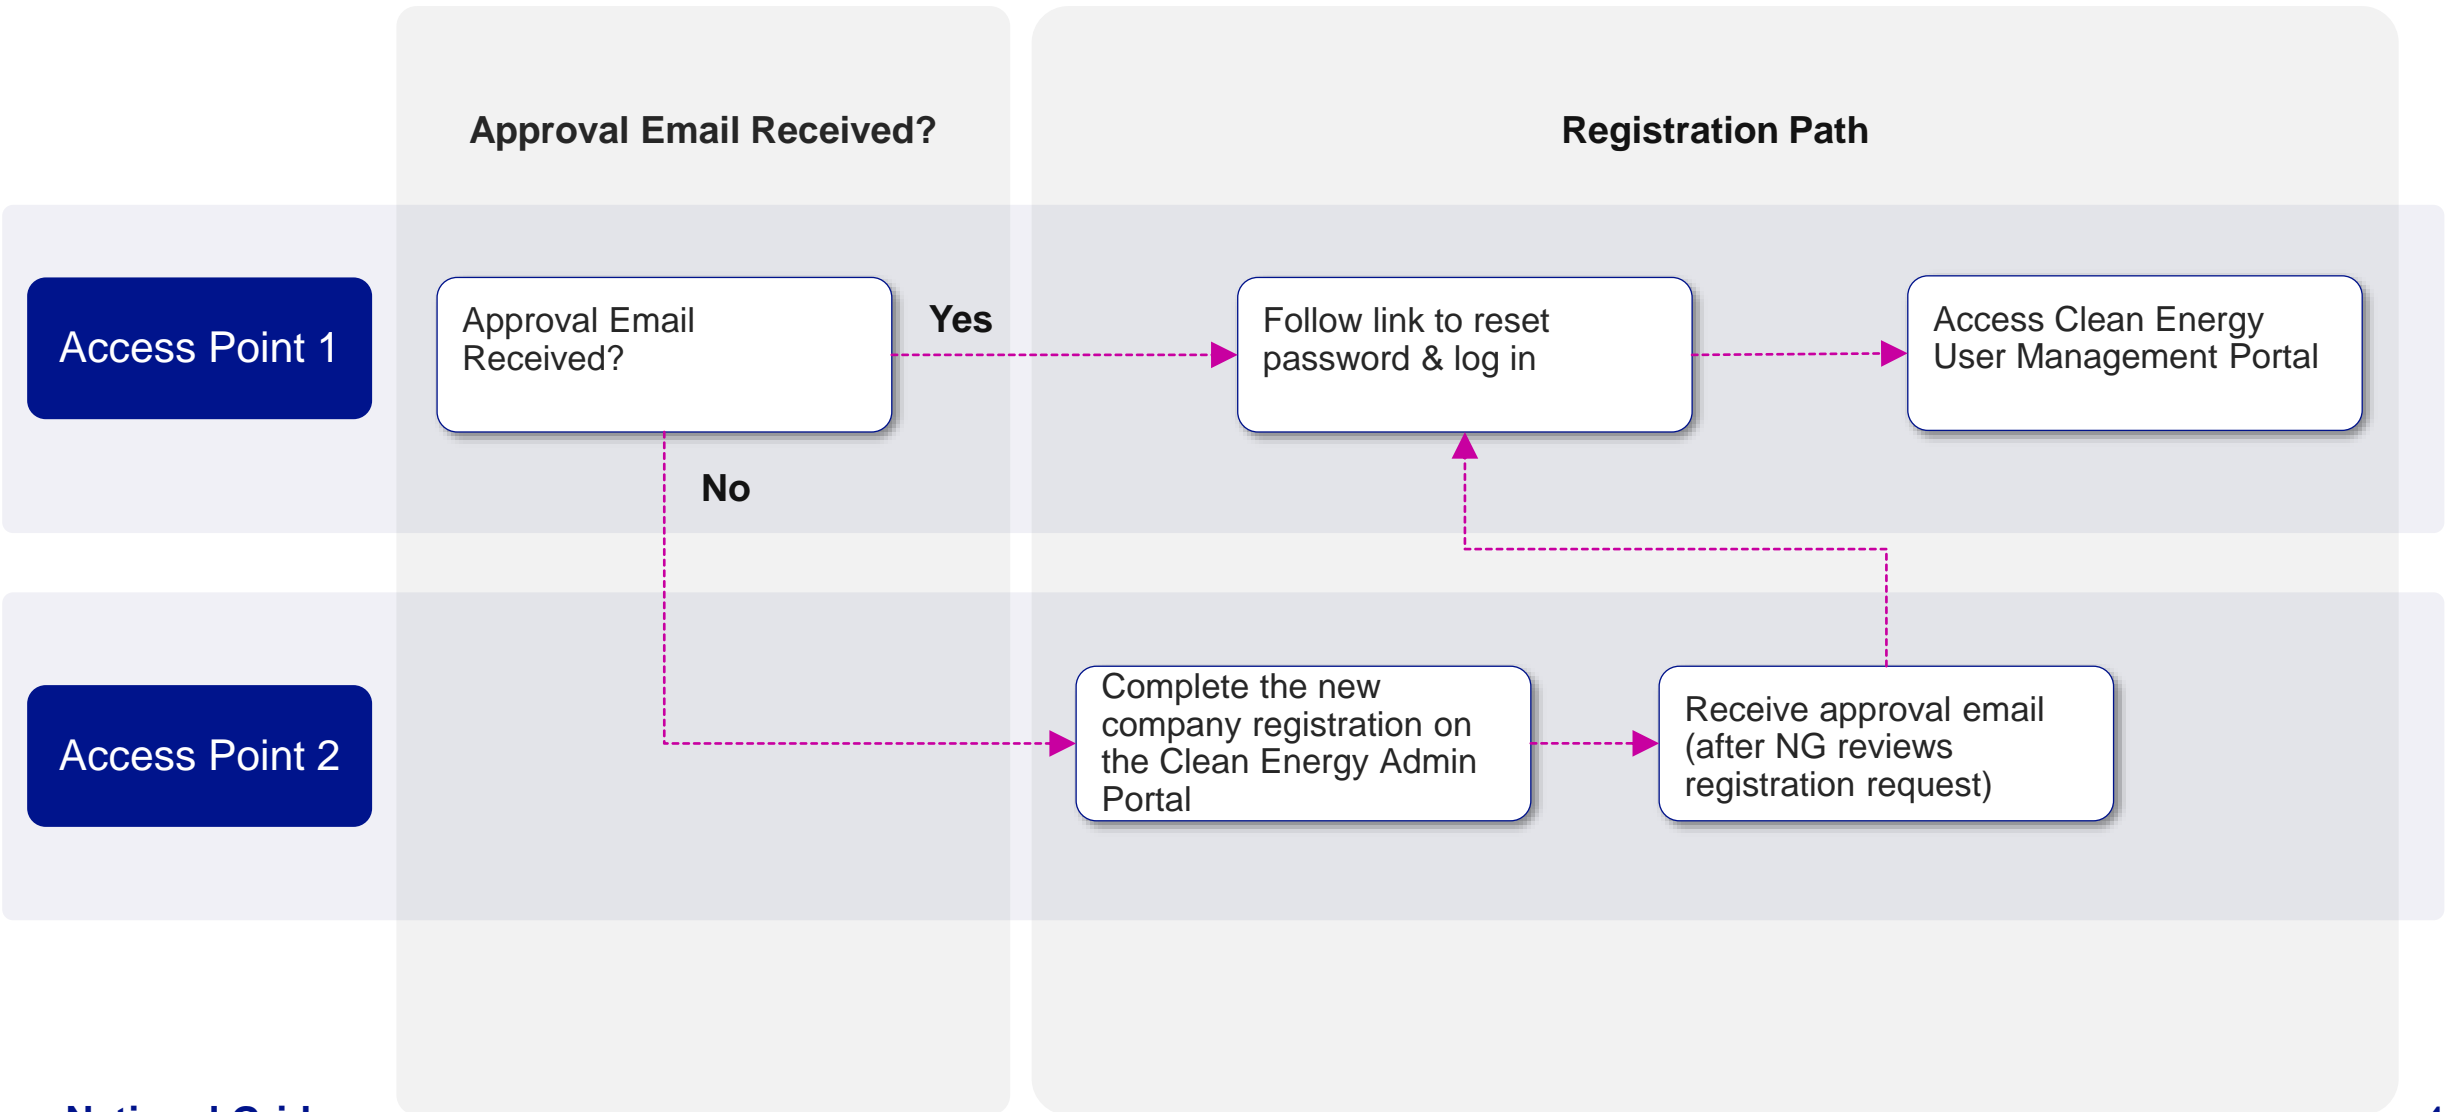 Approval Email Received?
Registration Path
Access Point 1
Approval Email
Received?
Yes
Follow link to reset
password & log in
Access Clean Energy
User Management Portal
No
Access Point 2
Complete the new
company registration on
the Clean Energy Admin
Portal
Receive approval email
(after NG reviews
registration request)
National Grid